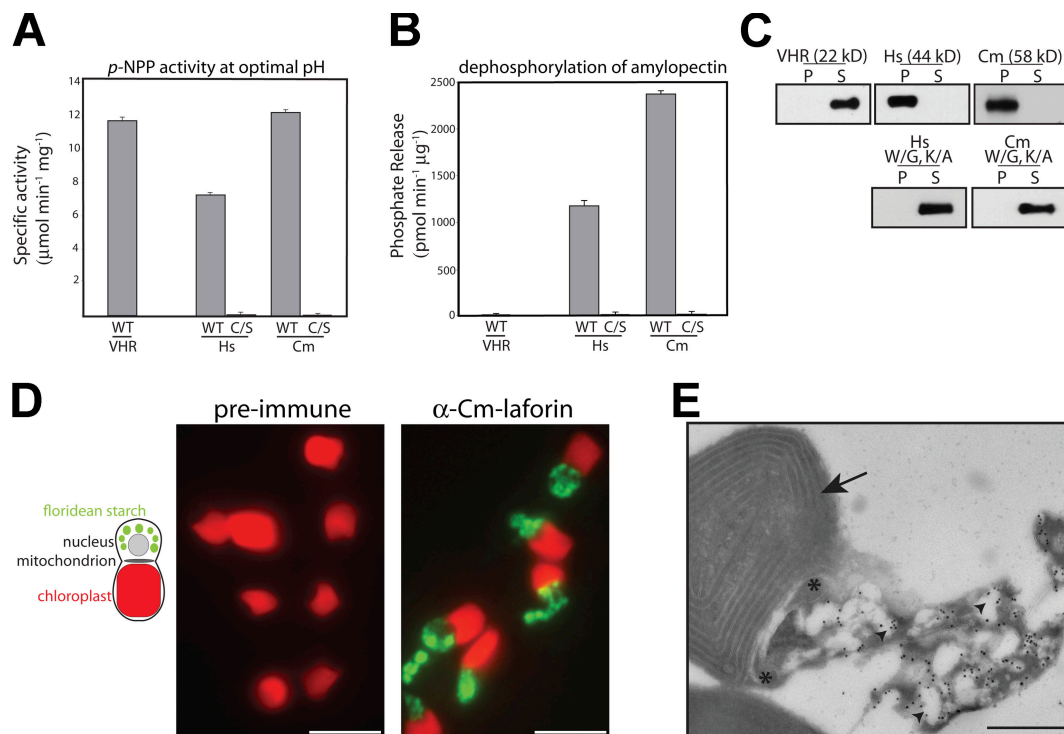 A
p-NPP activity at optimal pH
Specific activity
(μmol min⁻¹ mg⁻¹)
12
10
8
6
4
2
WT
VHR
WT C/S
Hs
WT C/S
Cm
B
dephosphorylation of amylopectin
Phosphate Release
(pmol min⁻¹ μg⁻¹)
2500
2000
1500
1000
500
0
WT
VHR
WT C/S
Hs
WT C/S
Cm
C
VHR (22 kD)
P S
Hs (44 kD)
P S
Cm (58 kD)
P S
Hs
W/G, K/A
P S
Cm
W/G, K/A
P S
D
pre-immune
α-Cm-laforin
floridean starch
nucleus
mitochondrion
chloroplast
E
*
*